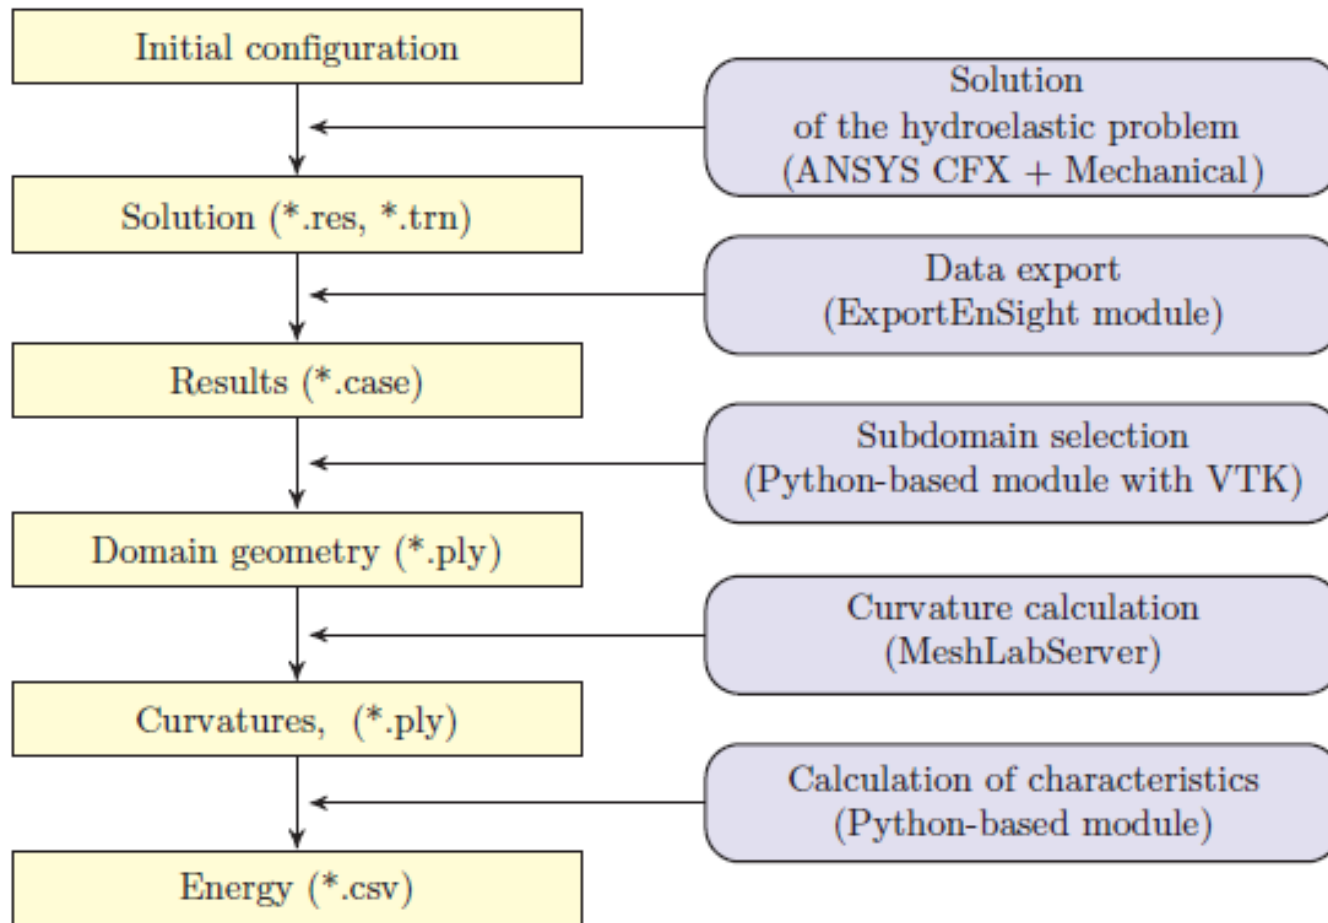 Initial configuration
Solution
of the hydroelastic problem
(ANSYS CFX + Mechanical)
Solution (*.res, *.trn)
Data export
(ExportEnSight module)
Results (*.case)
Subdomain selection
(Python-based module with VTK)
Domain geometry (*.ply)
Curvature calculation
(MeshLabServer)
Curvatures, (*.ply)
Calculation of characteristics
(Python-based module)
Energy (*.csv)